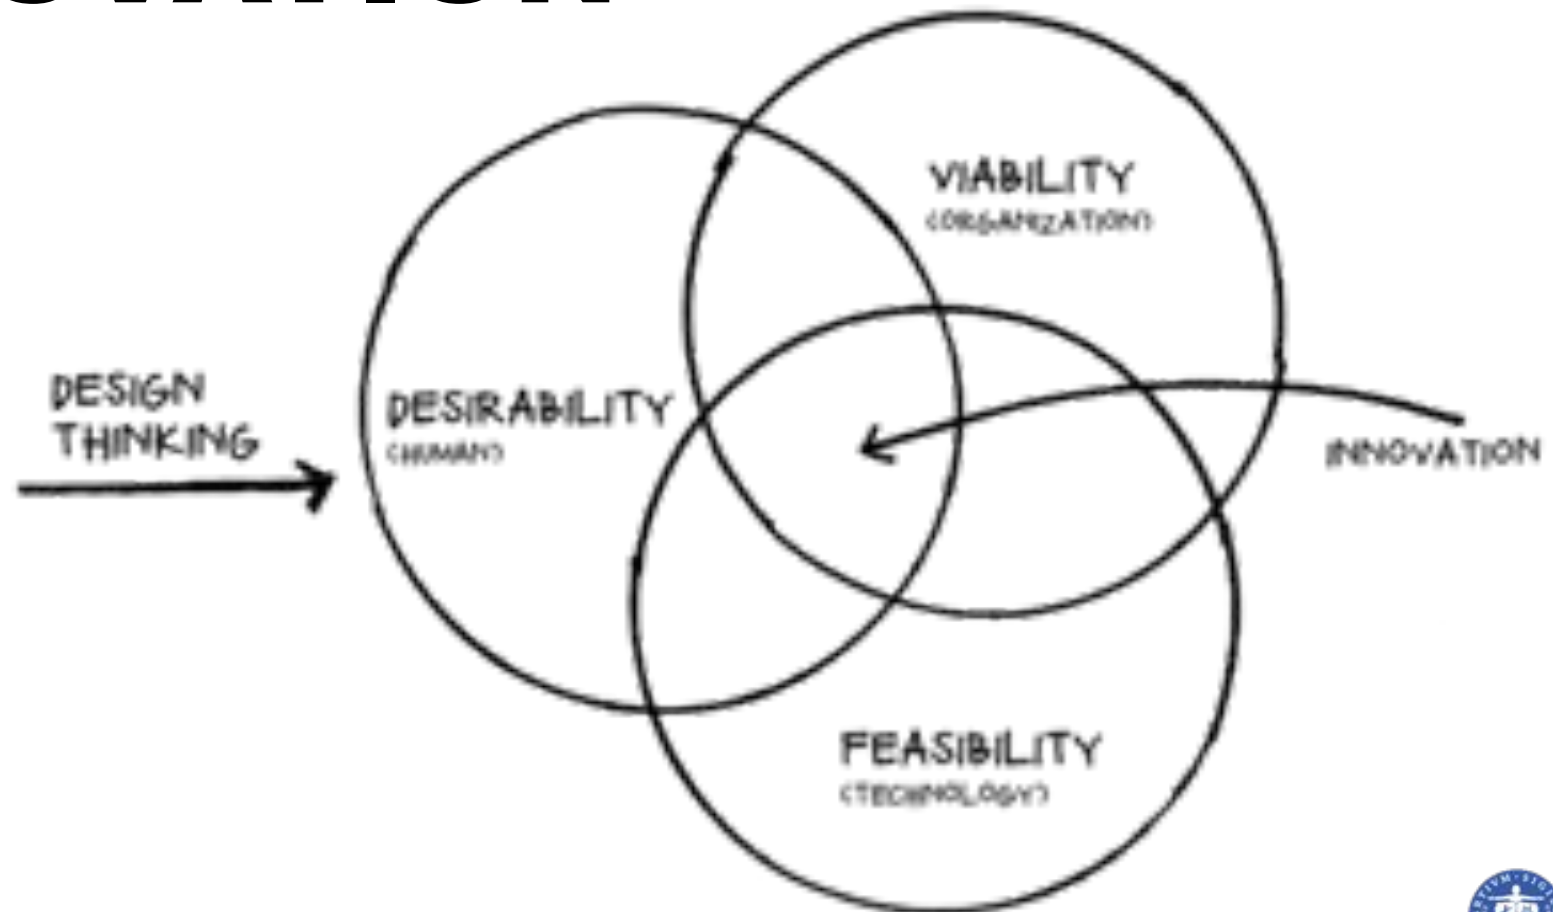 VIABILITY
(ORGANIZATION)
DESIGN
THINKING
DESIRABILITY
(HUMAN)
INNOVATION
FEASIBILITY
(TECHNOLOGY)